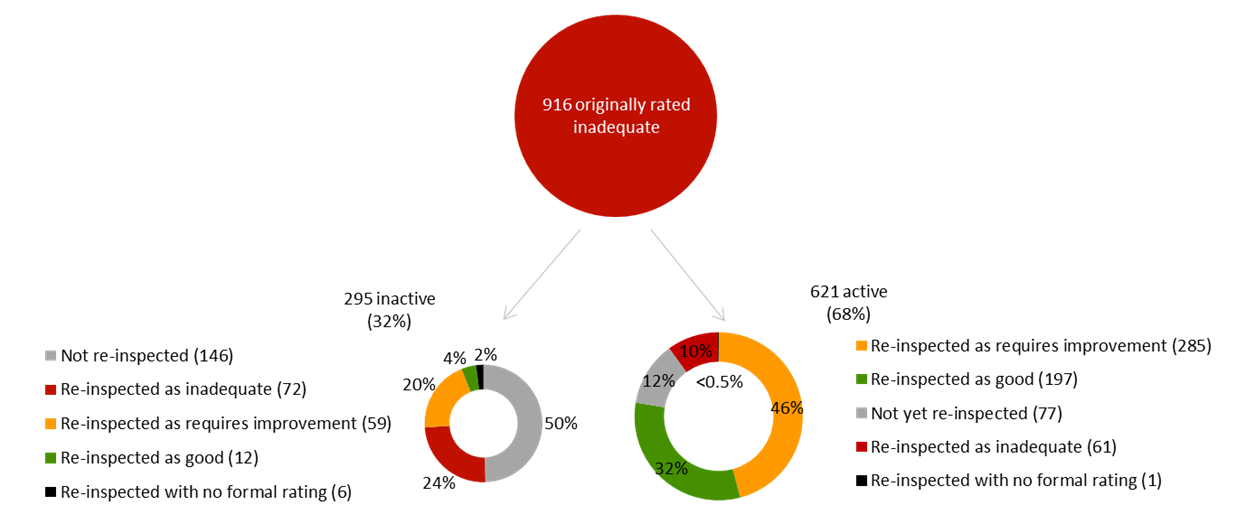 916 originally rated
inadequate
295 inactive
(32%)
621 active
(68%)
Not re-inspected (146)
Re-inspected as inadequate (72)
Re-inspected as requires improvement (59)
Re-inspected as good (12)
Re-inspected with no formal rating (6)
4%
2%
20%
50%
24%
10%
<0.5%
12%
46%
32%
Re-inspected as requires improvement (285)
Re-inspected as good (197)
Not yet re-inspected (77)
Re-inspected as inadequate (61)
Re-inspected with no formal rating (1)